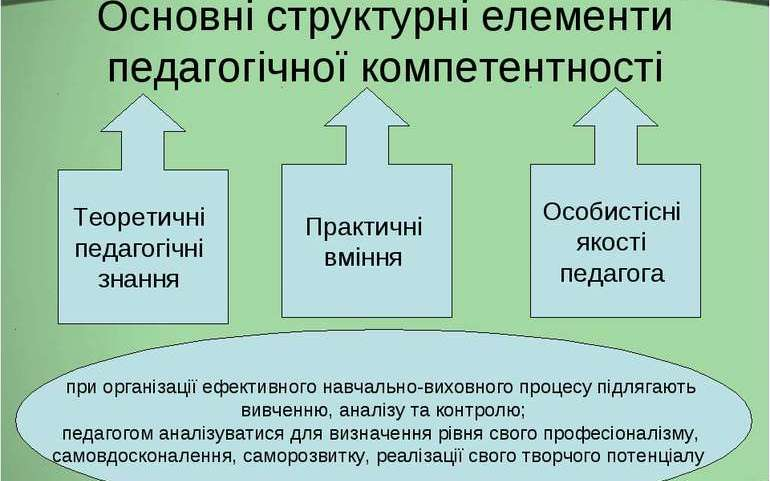 Основні структурні елементи
педагогічної компетентності
Теоретичні
педагогічні
знання
Практичні
вміння
Особистісні
якості
педагога
при організації ефективного навчально-виховного процесу підлягають
вивченню, аналізу та контролю;
педагогом аналізуватися для визначення рівня свого професіоналізму,
самовдосконалення, саморозвитку, реалізації свого творчого потенціалу